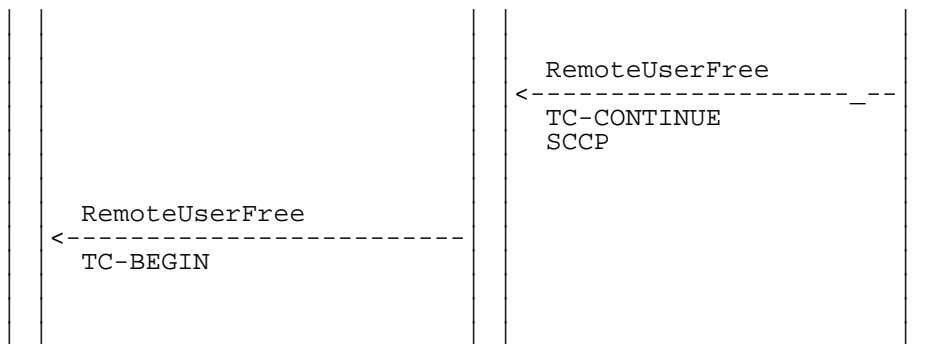 RemoteUserFree
<--------------------_--
TC-CONTINUE
SCCP
RemoteUserFree
<-------------------------
TC-BEGIN